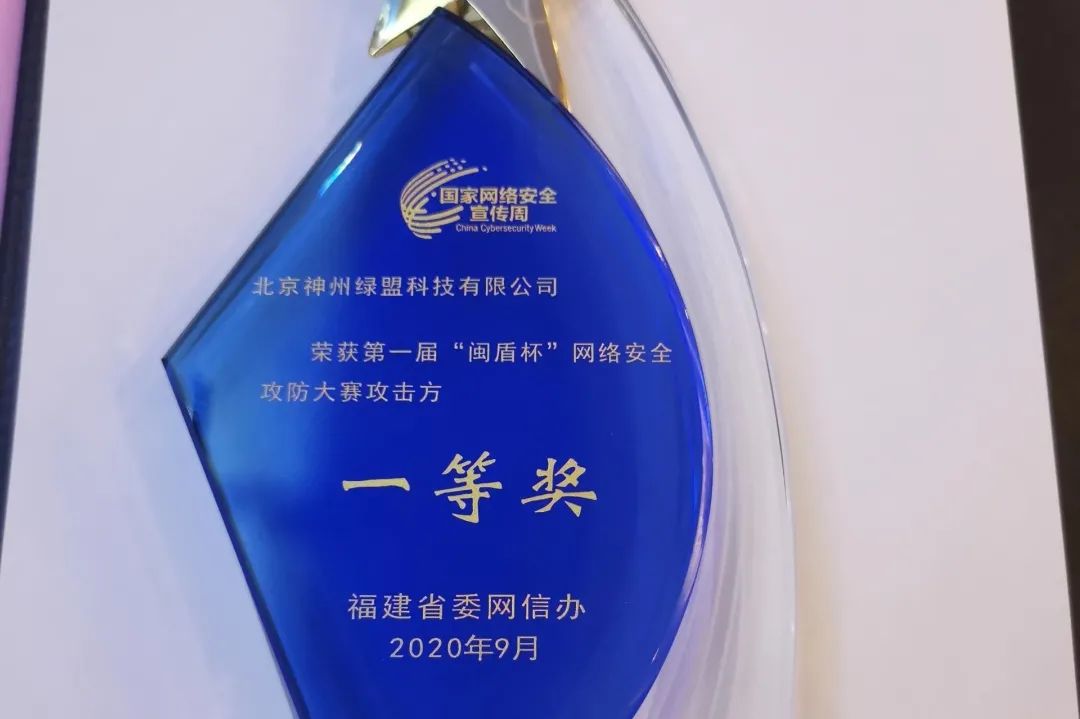 国家网络安全
宣传周
China Cybersecurity Week
北京神州绿盟科技有限公司
荣获第一届“闽盾杯”网络安全
攻防大赛攻击方
一等奖
福建省委网信办
2020年9月